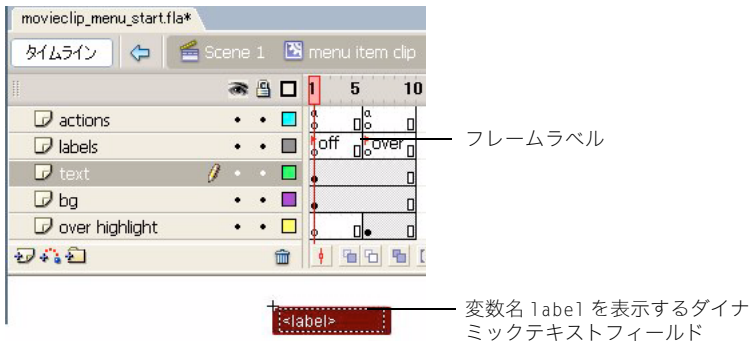 movieclip_menu_start.fla*
タイムライン Scene 1 menu item clip
1 5 10
actions
labels off over
フレームラベル
text
bg
over highlight
<label>
変数名 label を表示するダイナ
ミックテキストフィールド